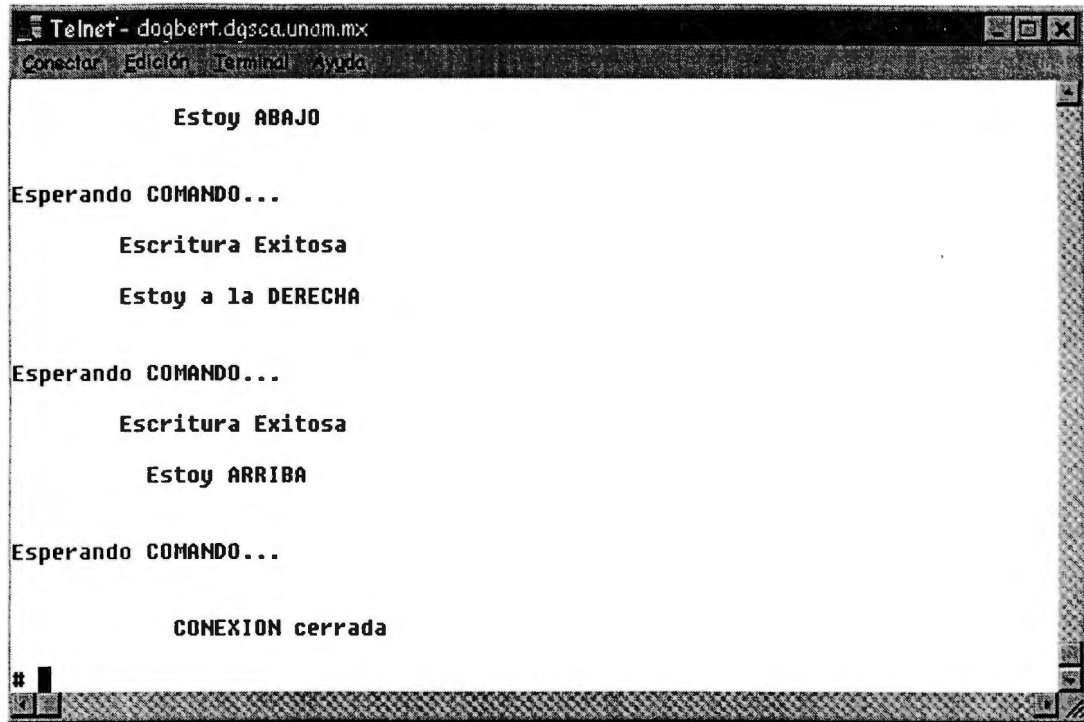 Telnet - dogbert.dgsca.unam.mx
Conectar Edición Terminal Ayuda
Estoy ABAJO
Esperando COMANDO...
Escritura Exitosa
Estoy a la DERECHA
Esperando COMANDO...
Escritura Exitosa
Estoy ARRIBA
Esperando COMANDO...
CONEXION cerrada
#